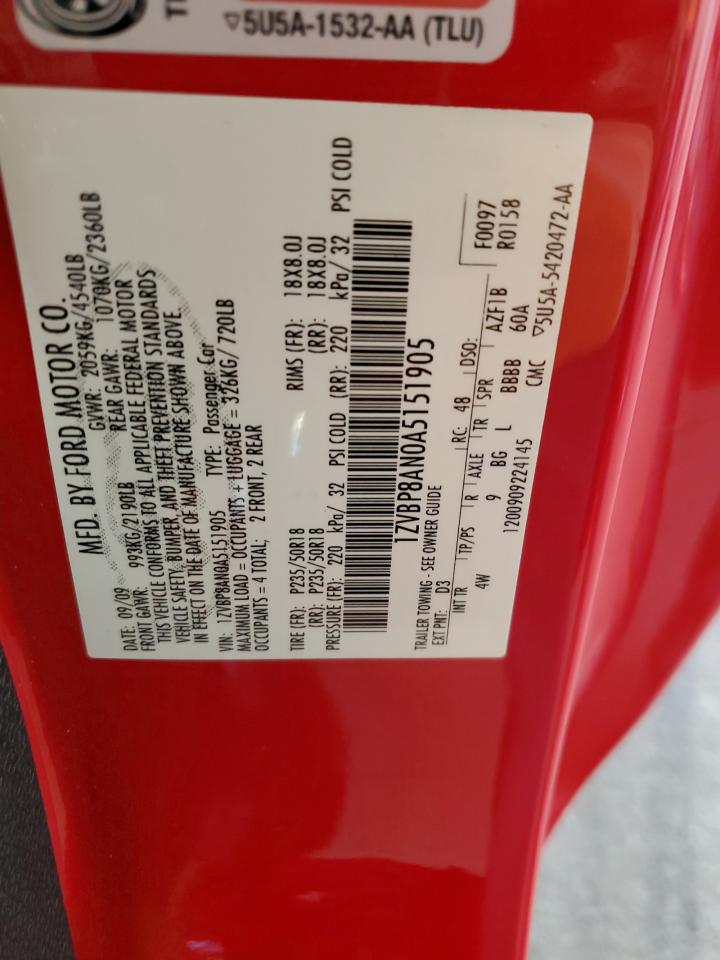 ▽5U5A-1532-AA (TLU)
MFD. BY FORD MOTOR CO.
DATE: 09/09 GVWR: 2059KG/4540LB
FRONT GAWR: 993KG/2190LB REAR GAWR: 1070KG/2360LB
THIS VEHICLE CONFORMS TO ALL APPLICABLE FEDERAL MOTOR
VEHICLE SAFETY, BUMPER, AND THEFT PREVENTION STANDARDS
IN EFFECT ON THE DATE OF MANUFACTURE SHOWN ABOVE.
VIN: 1ZVBP8AN0A5151905 TYPE: Passenger Car
MAXIMUM LOAD = OCCUPANTS + LUGGAGE = 326KG/ 720LB
OCCUPANTS = 4 TOTAL; 2 FRONT, 2 REAR
TIRE (FR): P235/50R18 RIMS (FR): 18X8.0J
(RR): P235/50R18 (RR): 18X8.0J
PRESSURE (FR): 220 kPa/ 32 PSI COLD (RR): 220 kPa/ 32 PSI COLD
1ZVBP8AN0A5151905
TRAILER TOWING - SEE OWNER GUIDE
EXT PNT: D3 RC: 48 DSO: F0097
INT TR TP/PS R AXLE TR SPR AZF1B R0158
4W 9 BG L BBBB 60A
1200909224145 CMC ▽5U5A-5420472-AA